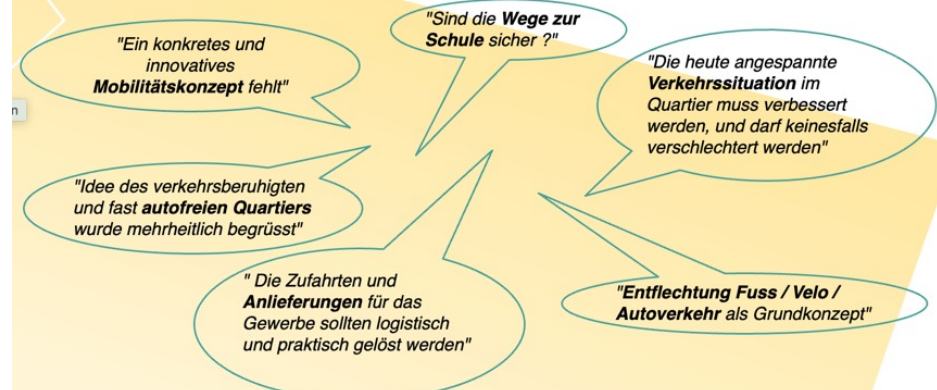 "Ein konkretes und
innovatives
Mobilitätskonzept fehlt"
"Sind die Wege zur
Schule sicher ?"
"Die heute angespannte
Verkehrssituation im
Quartier muss verbessert
werden, und darf keinesfalls
verschlechtert werden"
n
"Idee des verkehrsberuhigten
und fast autofreien Quartiers
wurde mehrheitlich begrüsst"
" Die Zufahrten und
Anlieferungen für das
Gewerbe sollten logistisch
und praktisch gelöst werden"
"Entflechtung Fuss / Velo /
Autoverkehr als Grundkonzept"